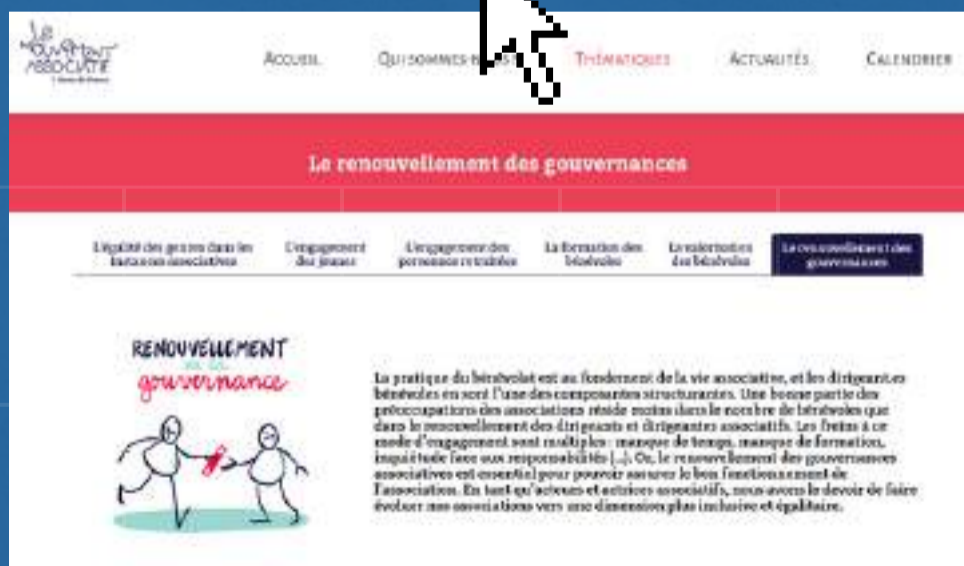 Le
Mouvement
Associatif
Accueil
Qui sommes-n
Thématiques
Actualités
Calendrier
Le renouvellement des gouvernances
L'égalité des genres dans les
instances associatives
L'engagement
des jeunes
L'engagement des
personnes retraitées
La formation des
bénévoles
La valorisation
des bénévoles
Le renouvellement des
gouvernances
RENOUVELLEMENT
de la
gouvernance
La pratique du bénévolat est au fondement de la vie associative, et les dirigeant.es
bénévoles en sont l'une des composantes structurantes. Une bonne partie des
préoccupations des associations réside moins dans le nombre de bénévoles que
dans le renouvellement des dirigeants et dirigeantes associatifs. Les freins à ce
mode d'engagement sont multiples : manque de temps, manque de formation,
inquiétude face aux responsabilités [...]. Or, le renouvellement des gouvernances
associatives est essentiel pour pouvoir assurer le bon fonctionnement de
l'association. En tant qu'acteurs et actrices associatifs, nous avons le devoir de faire
évoluer nos associations vers une dimension plus inclusive et égalitaire.